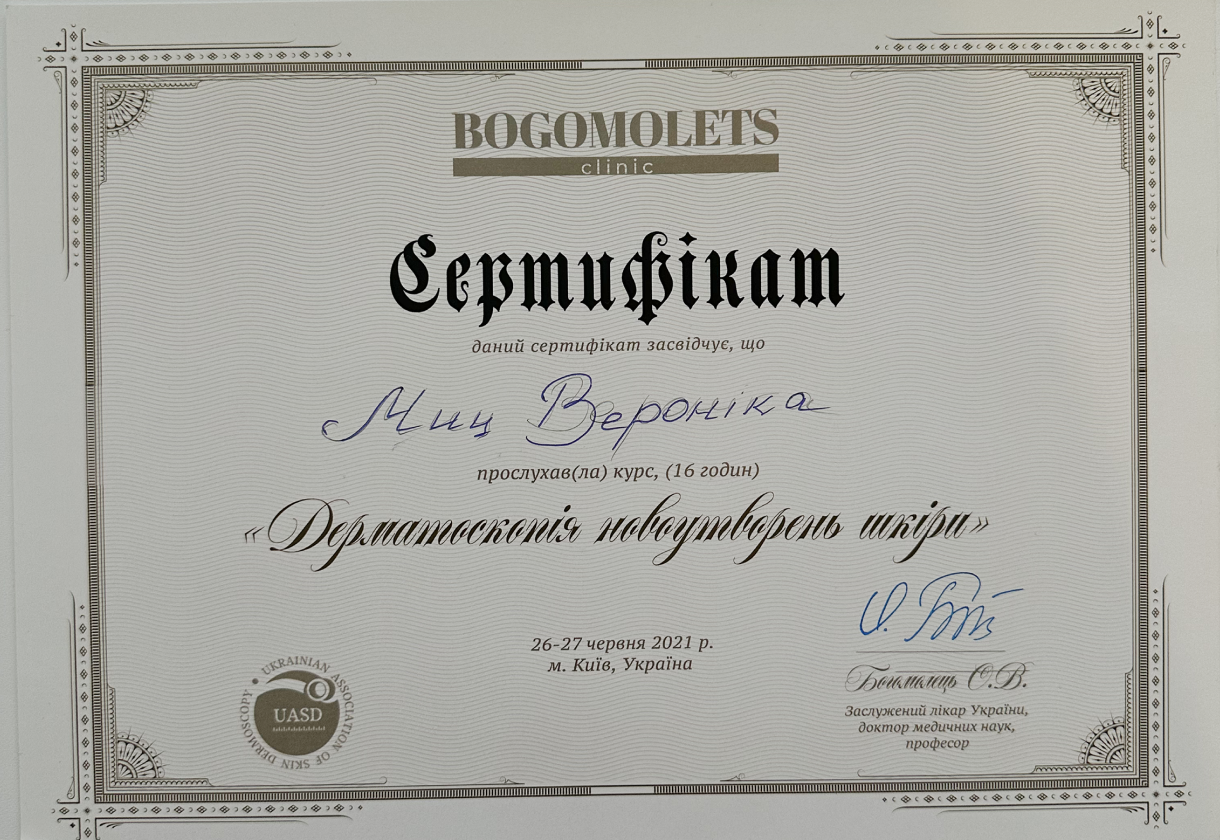 BOGOMOLETS
clinic
Сертифікат
даний сертифікат засвідчує, що
Миц Вероніка
прослухав(ла) курс, (16 годин)
«Дерматоскопія новоутворень шкіри»
26-27 червня 2021 р.
м. Київ, Україна
UKRAINIAN ASSOCIATION OF SKIN DERMOSCOPY
UASD
Богомолець О.В.
Заслужений лікар України,
доктор медичних наук,
професор